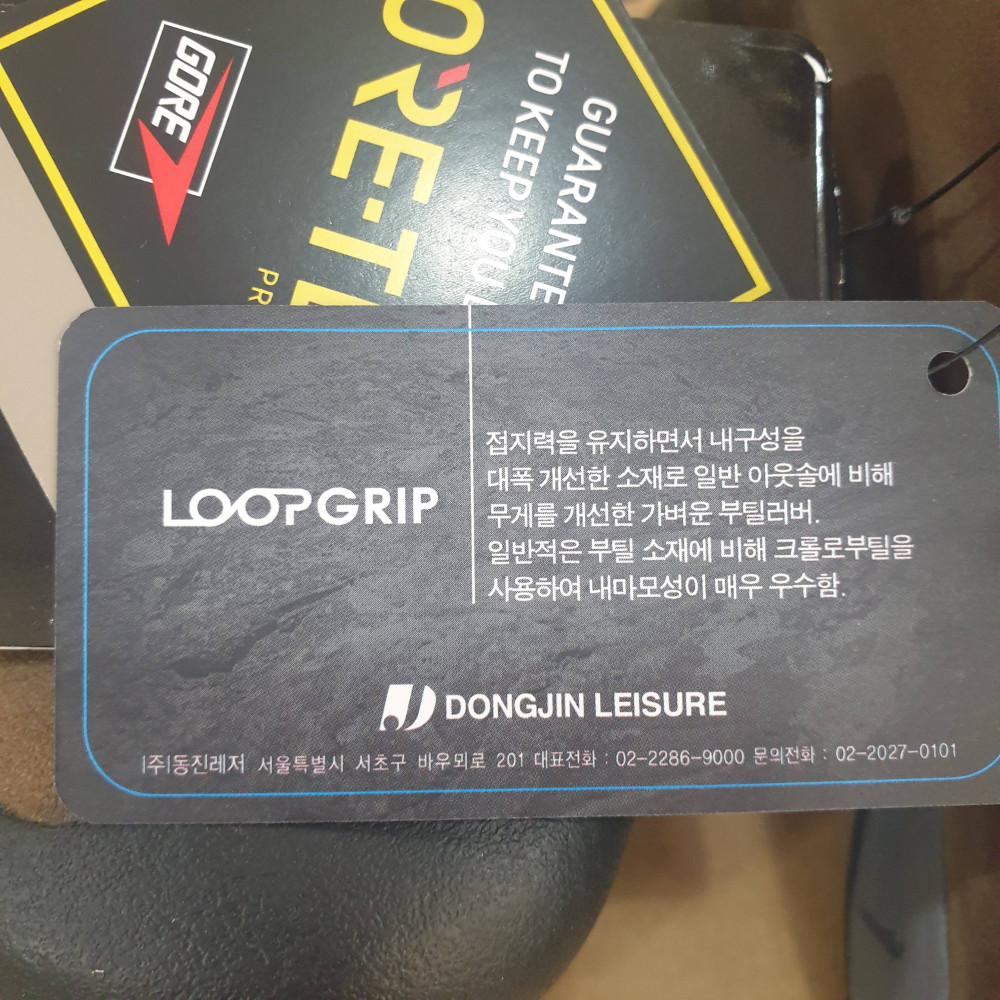 GORE
ORE-TE
GUARANTE
TO KEEP YOU
PR
LOOPGRIP
접지력을 유지하면서 내구성을
대폭 개선한 소재로 일반 아웃솔에 비해
무게를 개선한 가벼운 부틸러버.
일반적은 부틸 소재에 비해 크롤로부틸을
사용하여 내마모성이 매우 우수함.
DONGJIN LEISURE
|주|동진레저 서울특별시 서초구 바우뫼로 201 대표전화 : 02-2286-9000 문의전화 : 02-2027-0101